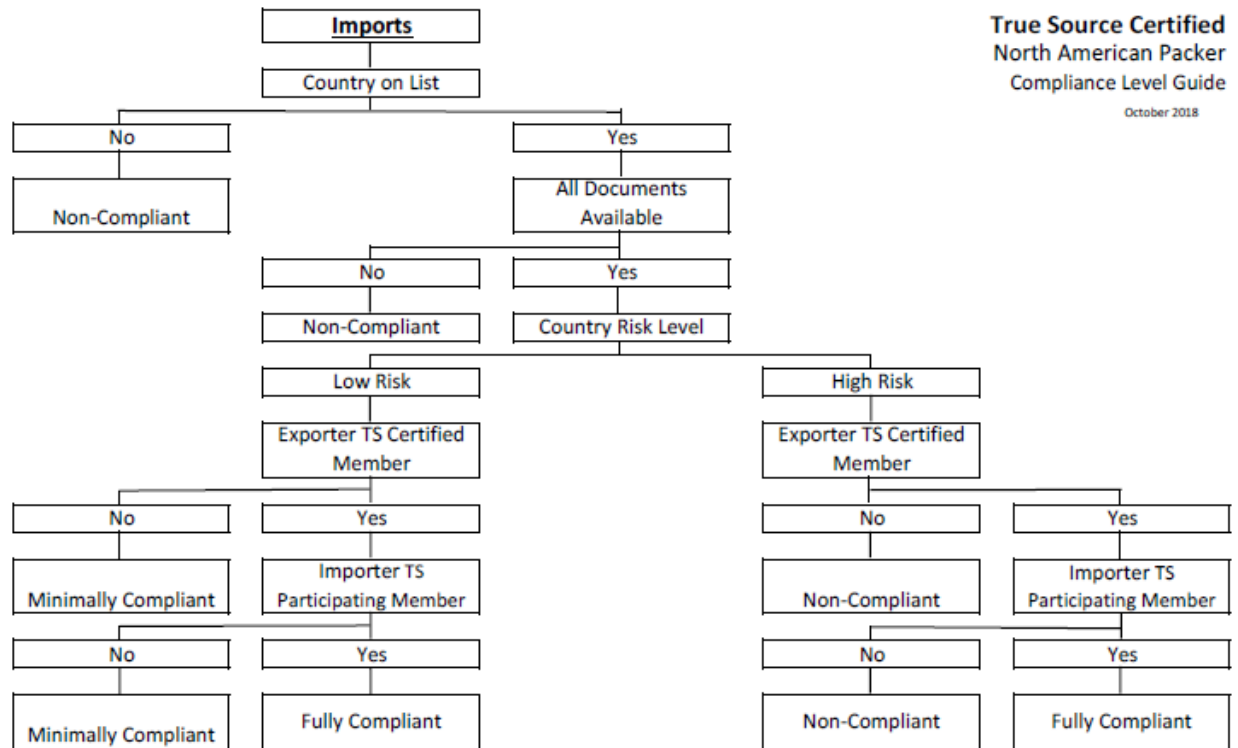 Imports
True Source Certified
North American Packer
Compliance Level Guide
October 2018
Country on List
No
Yes
Non-Compliant
All Documents
Available
No
Yes
Non-Compliant
Country Risk Level
Low Risk
High Risk
Exporter TS Certified
Member
Exporter TS Certified
Member
No
Yes
No
Yes
Minimally Compliant
Importer TS
Participating Member
Non-Compliant
Importer TS
Participating Member
No
Yes
No
Yes
Minimally Compliant
Fully Compliant
Non-Compliant
Fully Compliant